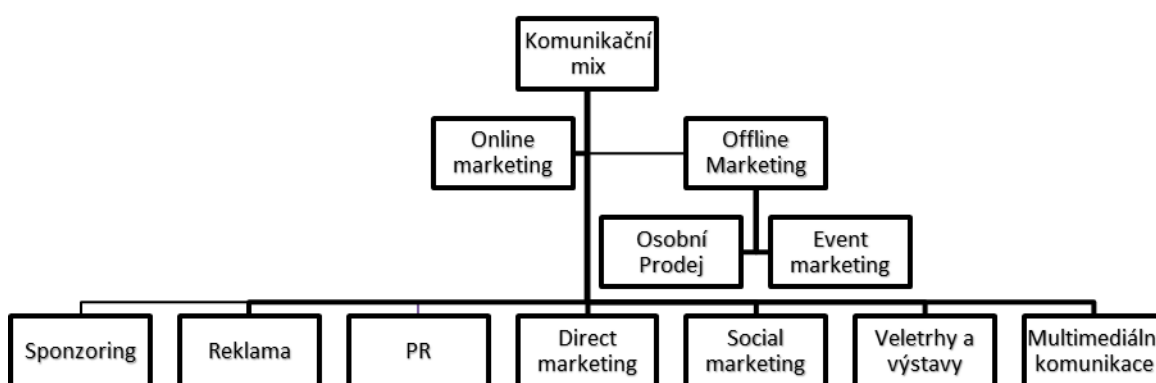 Komunikační
mix
Online
marketing
Offline
Marketing
Osobní
Prodej
Event
marketing
Sponzoring
Reklama
PR
Direct
marketing
Social
marketing
Veletrhy a
výstavy
Multimediáln
komunikace